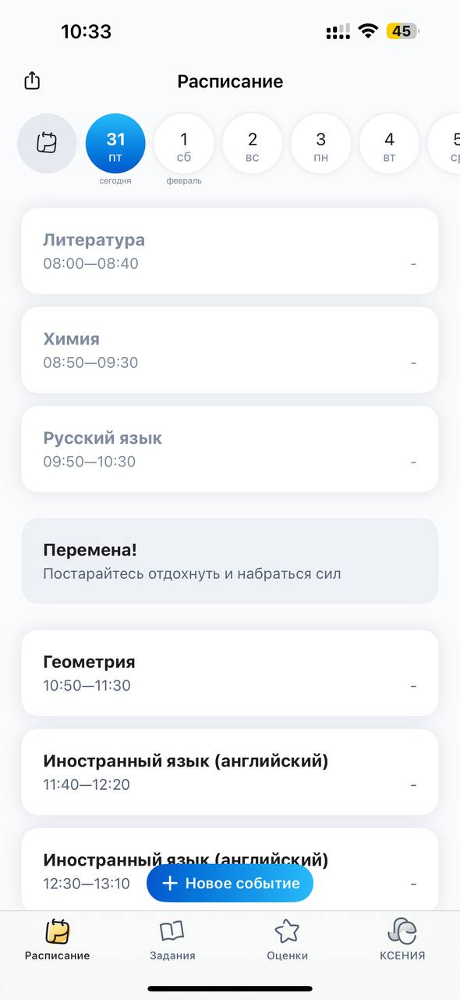 10:33
45
Расписание
31
пт
1
сб
2
вс
3
пн
4
вт
5
ср
сегодня
февраль
Литература
08:00—08:40
-
Химия
08:50—09:30
-
Русский язык
09:50—10:30
-
Перемена!
Постарайтесь отдохнуть и набраться сил
Геометрия
10:50—11:30
-
Иностранный язык (английский)
11:40—12:20
-
Иностранный язык (английский)
12:30—13:10
-
+ Новое событие
Расписание
Задания
Оценки
КСЕНИЯ